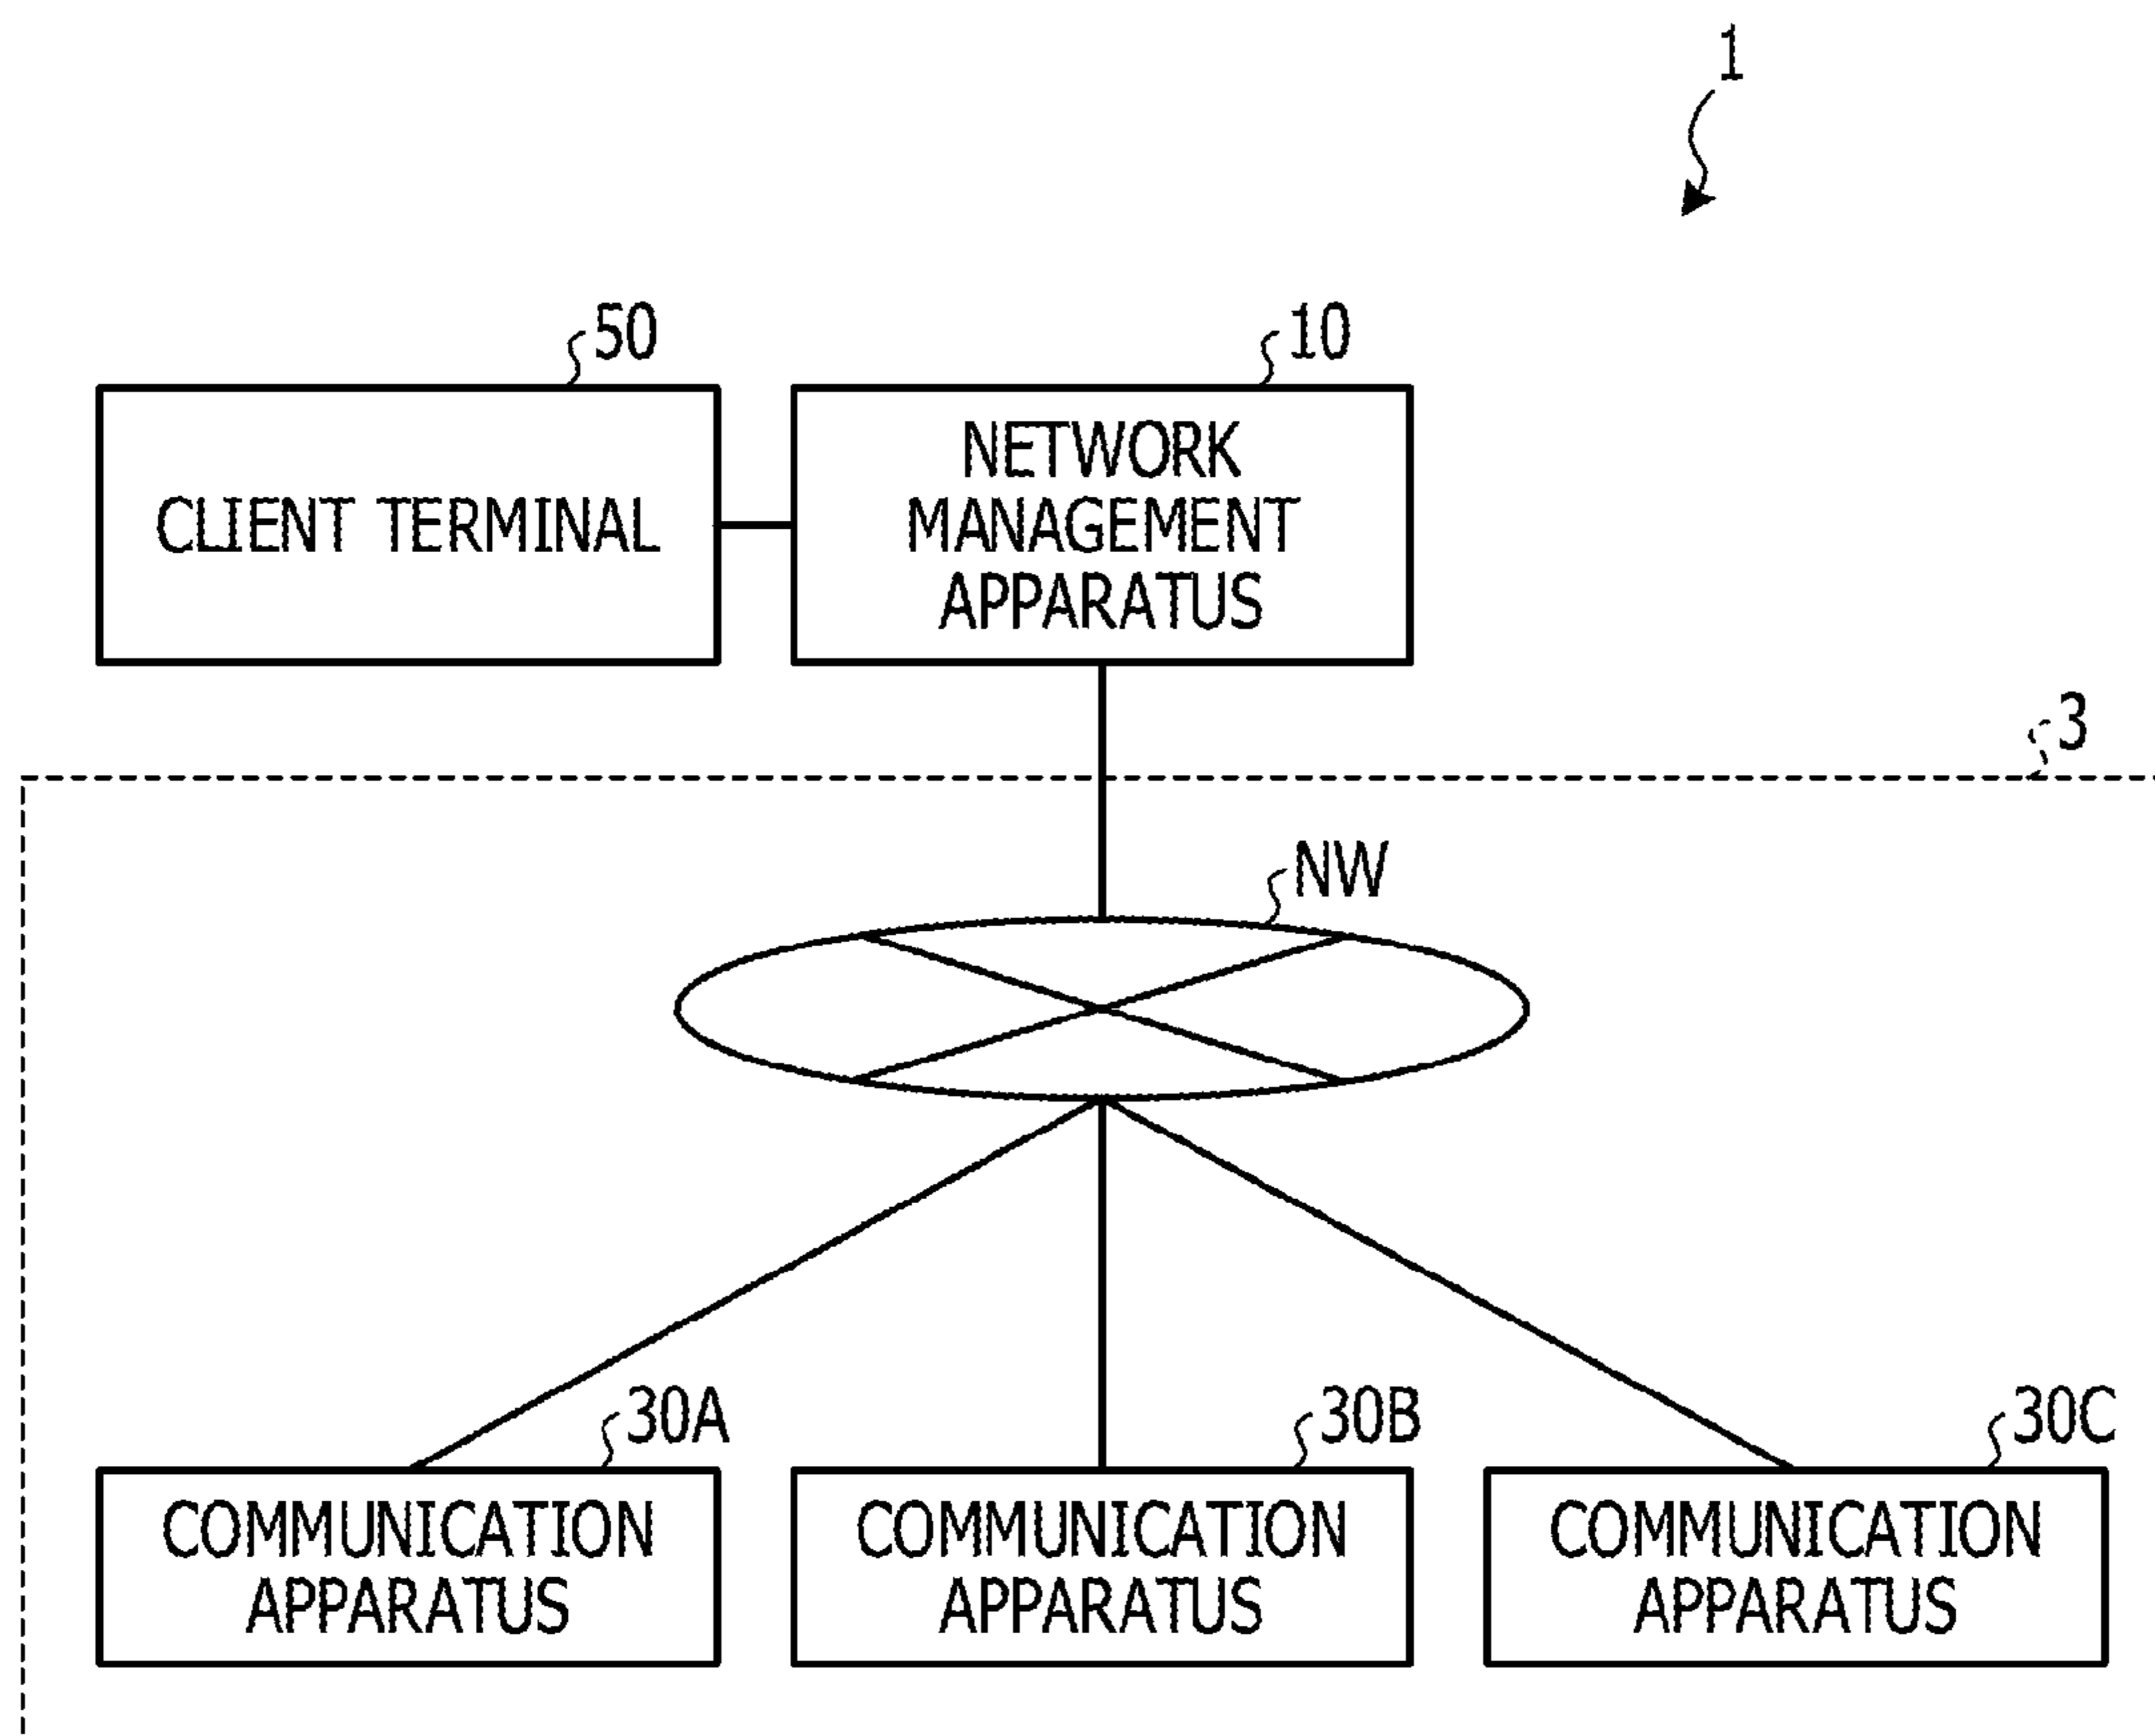 1
50
10
CLIENT TERMINAL
NETWORK
MANAGEMENT
APPARATUS
3
NW
30A
30B
30C
COMMUNICATION
APPARATUS
COMMUNICATION
APPARATUS
COMMUNICATION
APPARATUS